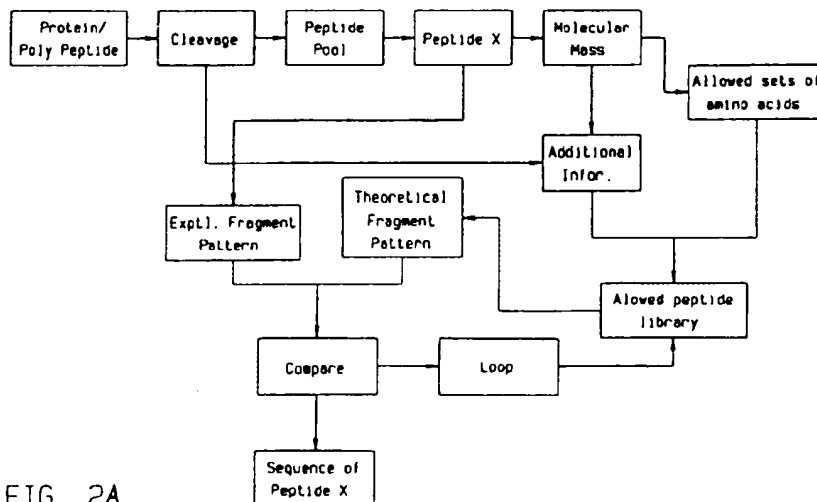 Protein/
Poly Peptide
Cleavage
Peptide
Pool
Peptide X
Molecular
Mass
Allowed sets of
amino acids
Additional
Infor.
Theoretical
Fragment
Pattern
Exptl. Fragment
Pattern
Alowed peptide
library
Compare
Loop
Sequence of
Peptide X
FIG. 2A